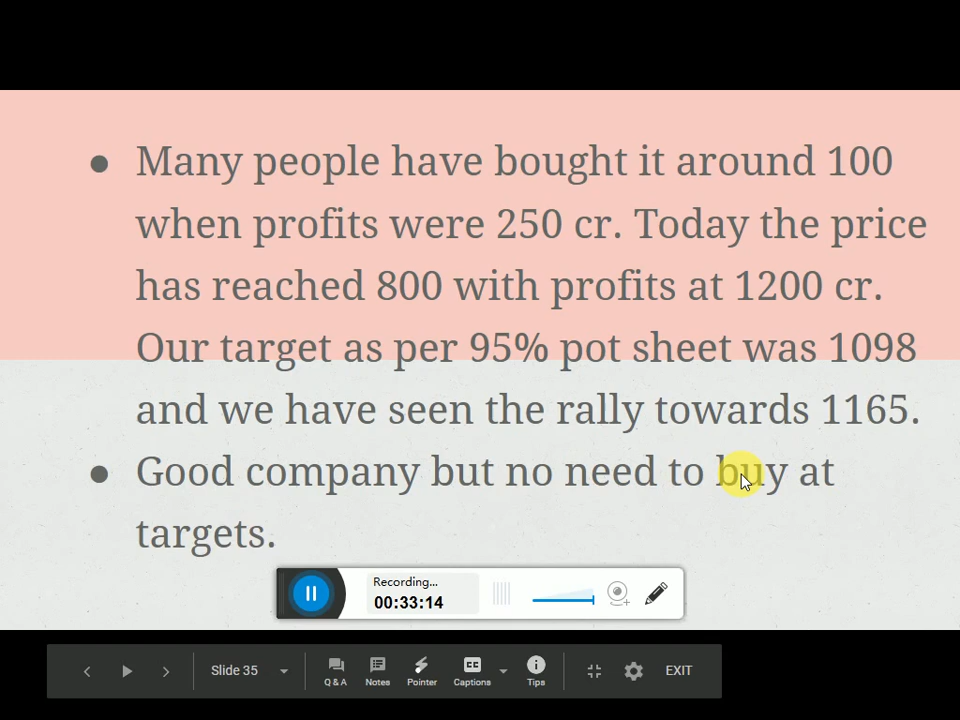 ● Many people have bought it around 100
when profits were 250 cr. Today the price
has reached 800 with profits at 1200 cr.
Our target as per 95% pot sheet was 1098
and we have seen the rally towards 1165.
● Good company but no need to buy at
targets.
Recording...
00:33:14
Slide 35
Q & A Notes Pointer Captions Tips EXIT